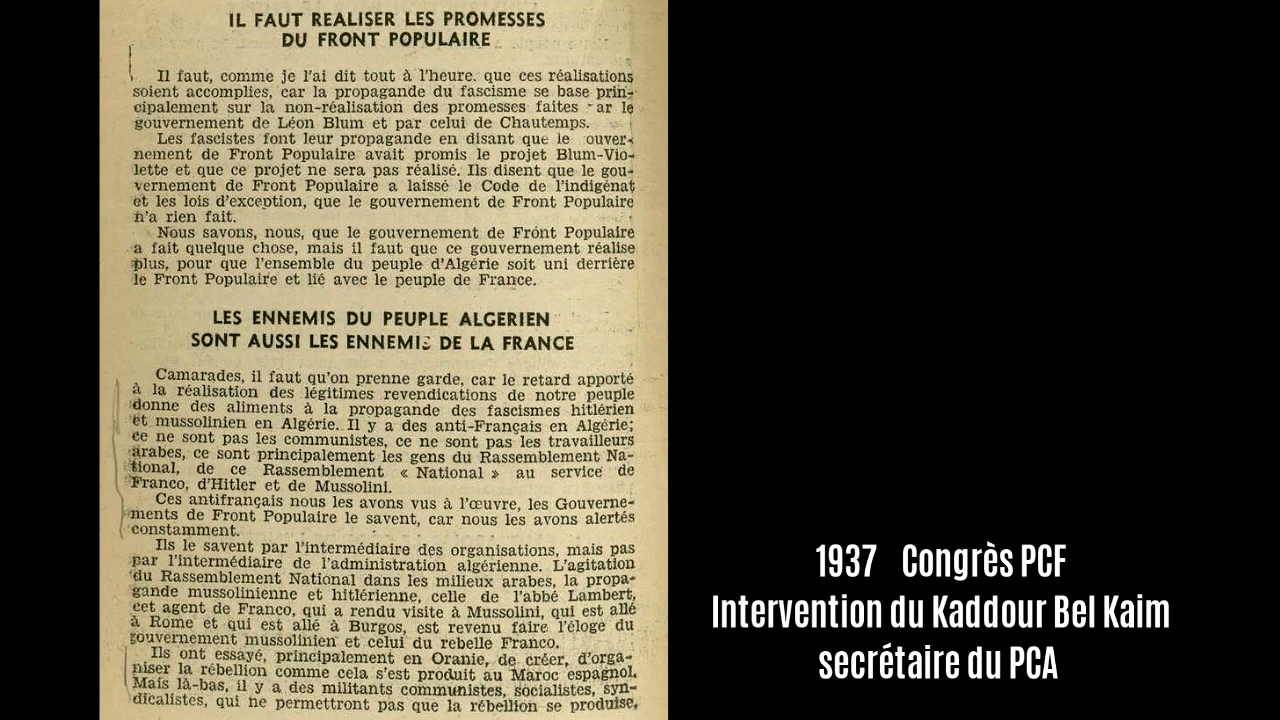 IL FAUT REALISER LES PROMESSES
DU FRONT POPULAIRE
Il faut, comme je l'ai dit tout à l'heure. que ces réalisations
soient accomplies, car la propagande du fascisme se base prin-
cipalement sur la non-réalisation des promesses faites ar le
gouvernement de Léon Blum et par celui de Chautemps.
Les fascistes font leur propagande en disant que le ouver-
nement de Front Populaire avait promis le projet Blum-Vio-
lette et que ce projet ne sera pas réalisé. Ils disent que le gou-
vernement de Front Populaire a laissé le Code de l'indigénat
et les lois d'exception, que le gouvernement de Front Populaire
n'a rien fait.
Nous savons, nous, que le gouvernement de Front Populaire
a fait quelque chose, mais il faut que ce gouvernement réalise
plus, pour que l'ensemble du peuple d'Algérie soit uni derrière
le Front Populaire et lié avec le peuple de France.
LES ENNEMIS DU PEUPLE ALGERIEN
SONT AUSSI LES ENNEMIS DE LA FRANCE
Camarades, il faut qu'on prenne garde, car le retard apporté
à la réalisation des légitimes revendications de notre peuple
donne des aliments à la propagande des fascismes hitlérien
et mussolinien en Algérie. Il y a des anti-Français en Algérie;
ce ne sont pas les communistes, ce ne sont pas les travailleurs
arabes, ce sont principalement les gens du Rassemblement Na-
tional, de ce Rassemblement « National » au service de
Franco, d'Hitler et de Mussolini.
Ces antifrançais nous les avons vus à l'œuvre, les Gouverne-
ments de Front Populaire le savent, car nous les avons alertés
constamment.
Ils le savent par l'intermédiaire des organisations, mais pas
par l'intermédiaire de l'administration algérienne. L'agitation
du Rassemblement National dans les milieux arabes, la propa-
gande mussolinienne et hitlérienne, celle de l'abbé Lambert,
cet agent de Franco, qui a rendu visite à Mussolini, qui est allé
à Rome et qui est allé à Burgos, est revenu faire l'éloge du
gouvernement mussolinien et celui du rebelle Franco.
Ils ont essayé, principalement en Oranie, de créer, d'orga-
niser la rébellion comme cela s'est produit au Maroc espagnol.
Mais là-bas, il y a des militants communistes, socialistes, syn-
dicalistes, qui ne permettront pas que la rébellion se produise.
1937 Congrès PCF
Intervention du Kaddour Bel Kaim
secrétaire du PCA